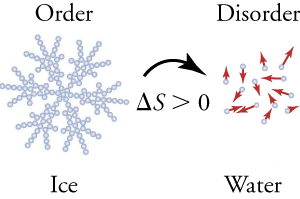 Order
Disorder
ΔS > 0
Ice
Water